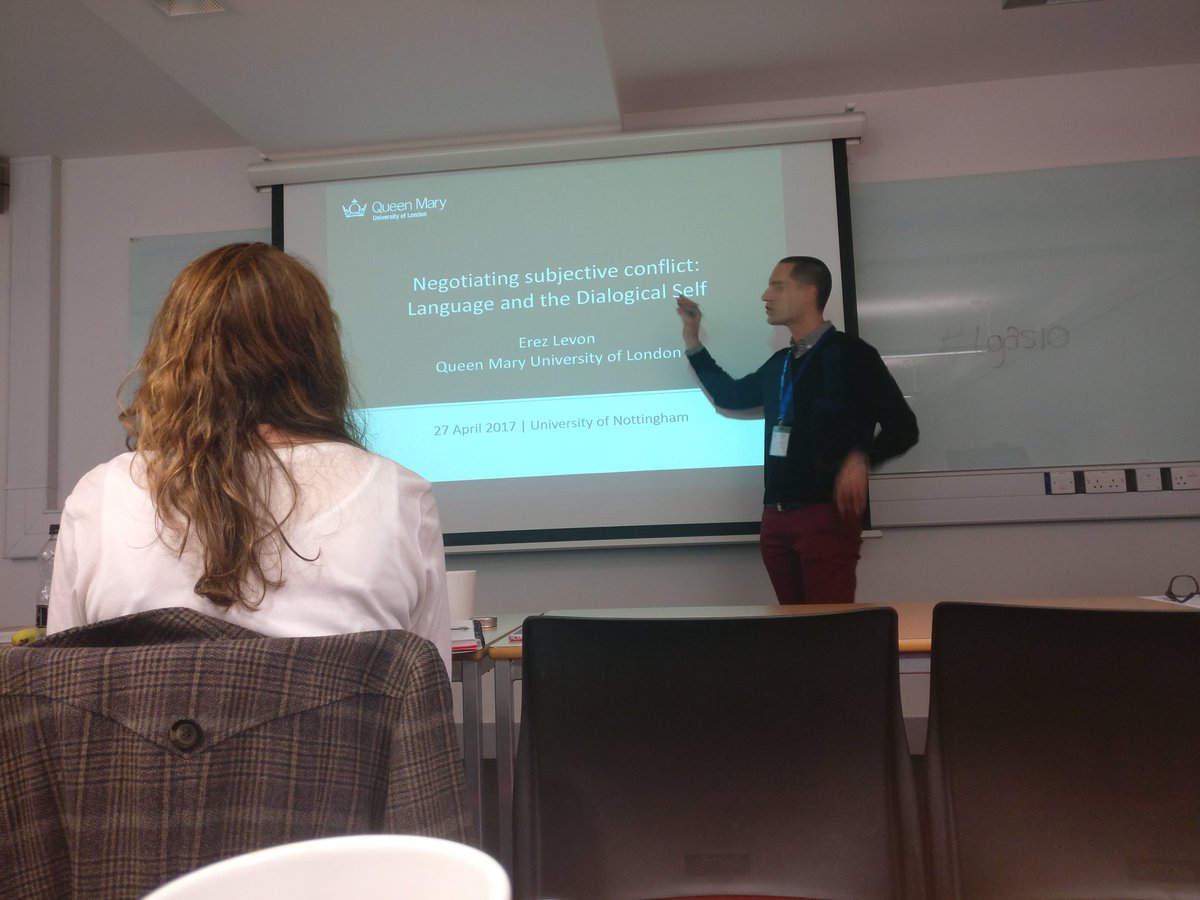 Queen Mary
University of London
Negotiating subjective conflict:
Language and the Dialogical Self
Erez Levon
Queen Mary University of London
27 April 2017 | University of Nottingham
#lgas10